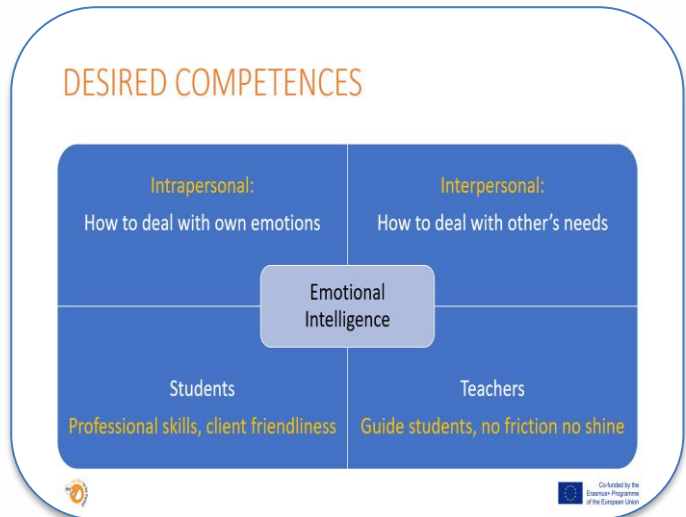 DESIRED COMPETENCES
Intrapersonal:
How to deal with own emotions
Interpersonal:
How to deal with other's needs
Emotional
Intelligence
Students
Professional skills, client friendliness
Teachers
Guide students, no friction no shine
Co-funded by the
Erasmus+ Programme
of the European Union